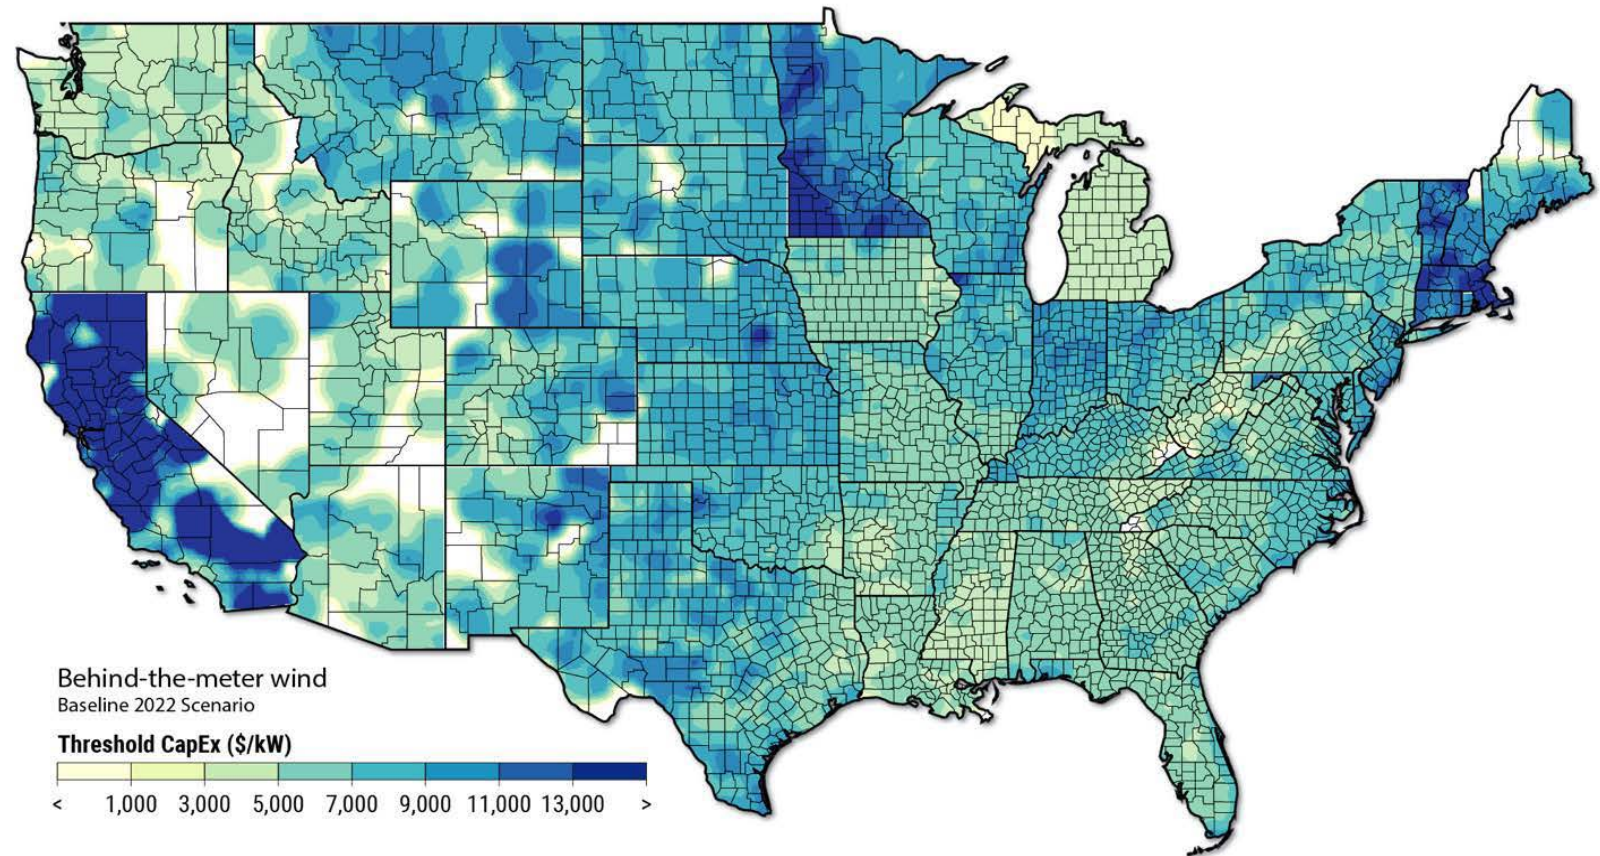 Behind-the-meter wind
Baseline 2022 Scenario
Threshold CapEx ($/kW)
< 1,000 3,000 5,000 7,000 9,000 11,000 13,000 >